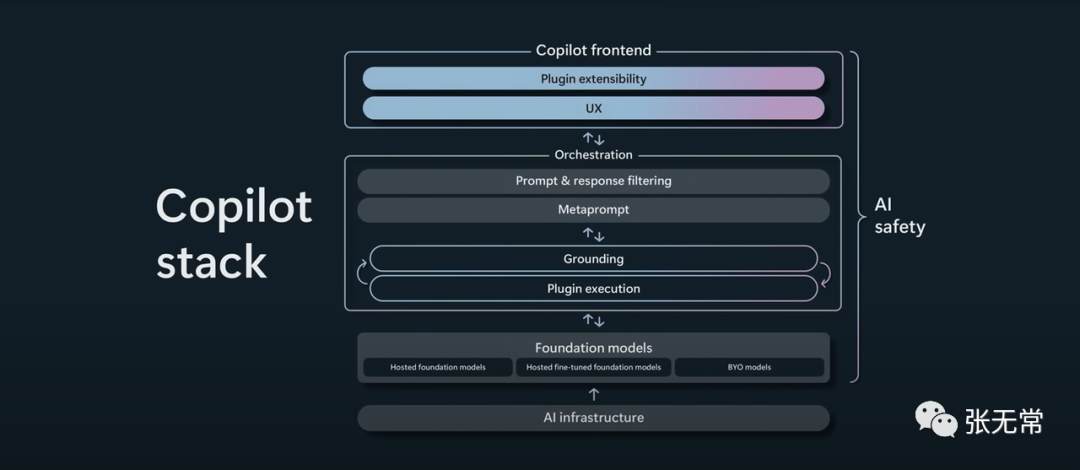 Copilot frontend
Plugin extensibility
UX
Orchestration
Prompt & response filtering
Metaprompt
Grounding
Plugin execution
Foundation models
Hosted foundation models
Hosted fine-tuned foundation models
BYO models
AI infrastructure
Copilot
stack
AI
safety
张无常